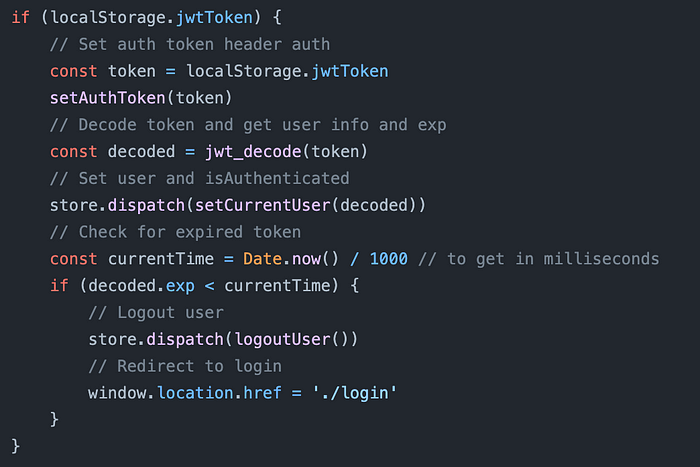 if (localStorage.jwtToken) {
    // Set auth token header auth
    const token = localStorage.jwtToken
    setAuthToken(token)
    // Decode token and get user info and exp
    const decoded = jwt_decode(token)
    // Set user and isAuthenticated
    store.dispatch(setCurrentUser(decoded))
    // Check for expired token
    const currentTime = Date.now() / 1000 // to get in milliseconds
    if (decoded.exp < currentTime) {
        // Logout user
        store.dispatch(logoutUser())
        // Redirect to login
        window.location.href = './login'
    }
}